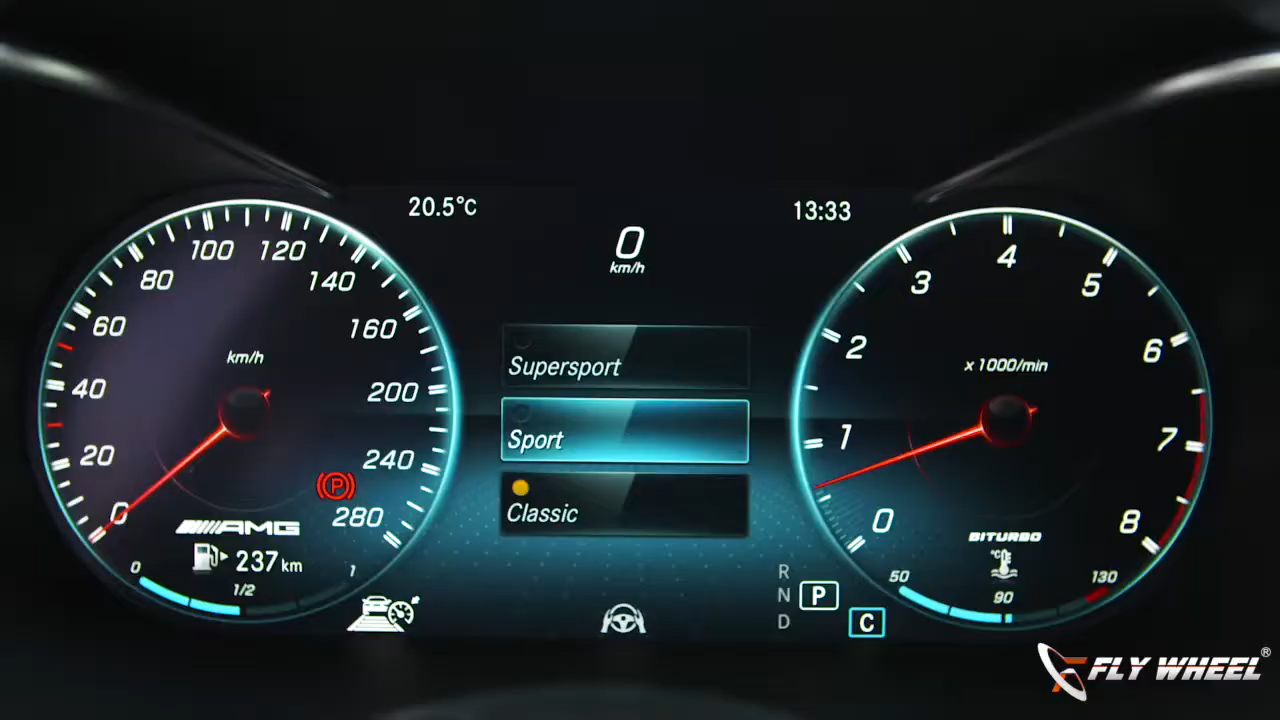 20.5°C
13:33
0
km/h
0
20
40
60
80
100
120
140
160
200
240
280
km/h
(P)
AMG
237 km
0
1/2
1
Supersport
Sport
Classic
R
N
D
P
C
0
1
2
3
4
5
6
7
8
x 1000/min
BITURBO
°C
50
90
130
FLY WHEEL®